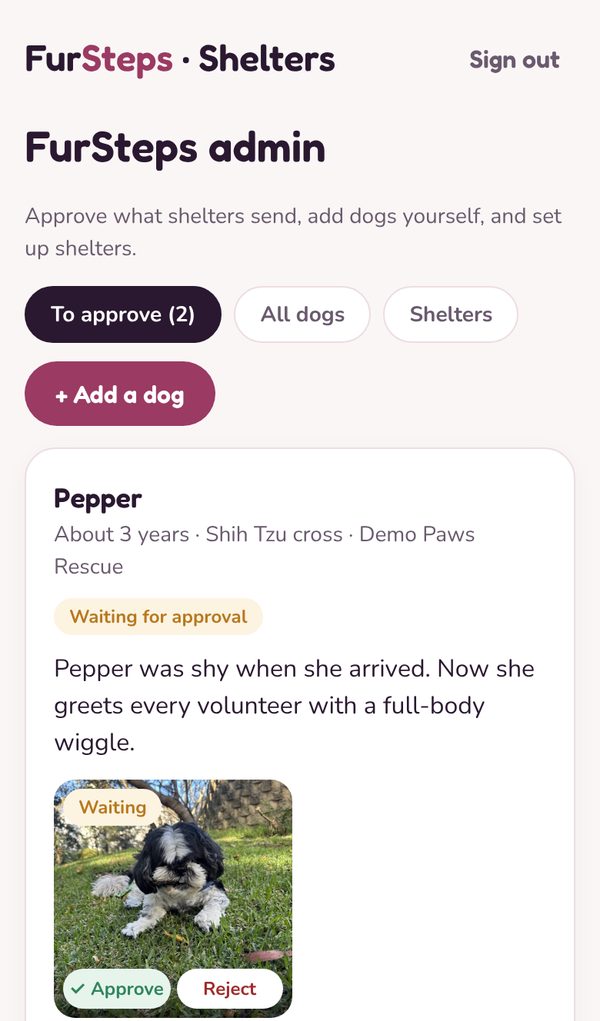 FurSteps · Shelters
Sign out
FurSteps admin
Approve what shelters send, add dogs yourself, and set
up shelters.
To approve (2)
All dogs
Shelters
+ Add a dog
Pepper
About 3 years · Shih Tzu cross · Demo Paws
Rescue
Waiting for approval
Pepper was shy when she arrived. Now she
greets every volunteer with a full-body
wiggle.
Waiting
✓ Approve
Reject